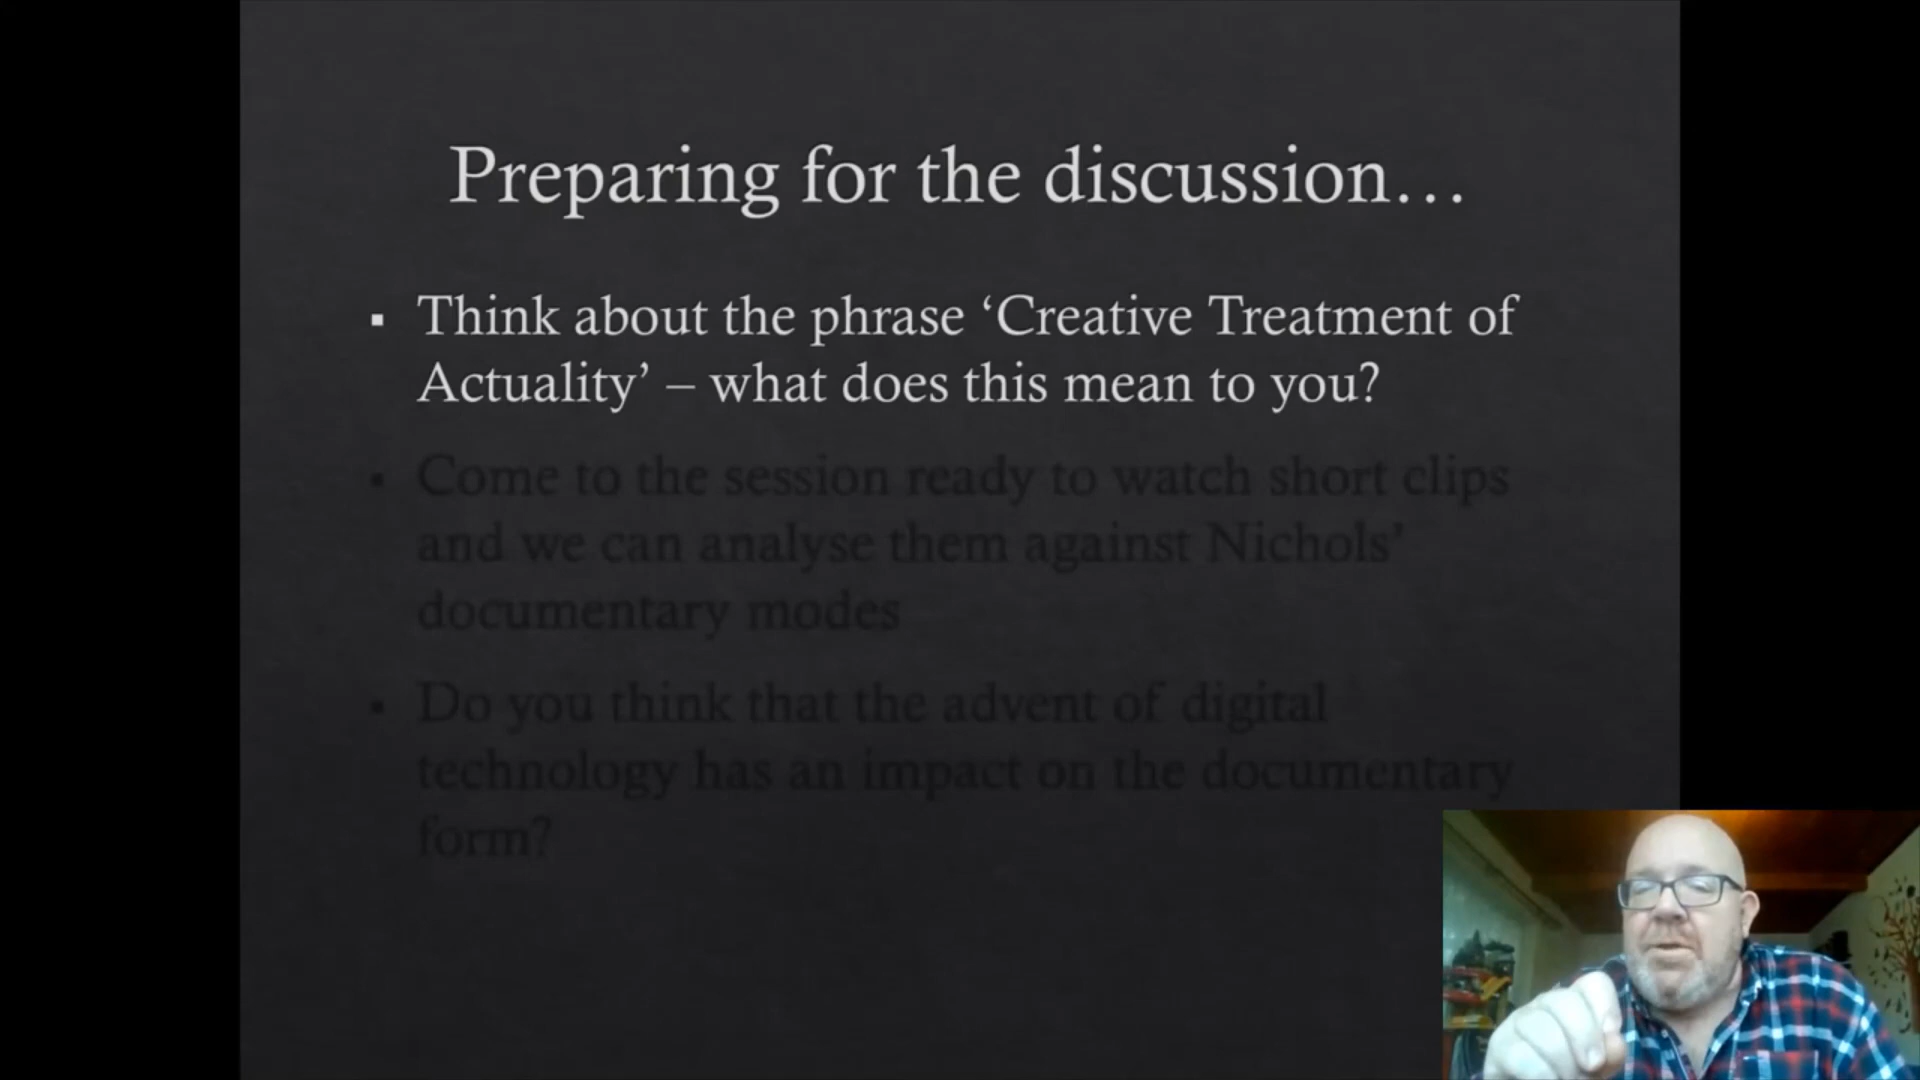 Preparing for the discussion…
▪ Think about the phrase ‘Creative Treatment of
Actuality’ – what does this mean to you?
▪ Come to the session ready to watch short clips
and we can analyse them against Nichols’
documentary modes
▪ Do you think that the advent of digital
technology has an impact on the documentary
form?